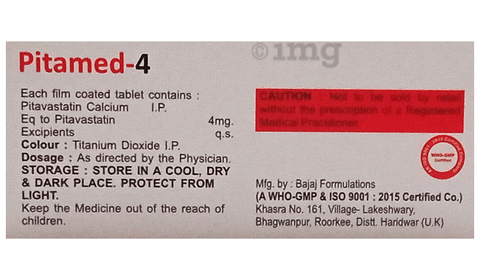 ©1mg
Pitamed-4
Each film coated tablet contains :
Pitavastatin Calcium I.P.
Eq to Pitavastatin 4mg.
Excipients q.s.
Colour : Titanium Dioxide I.P.
Dosage : As directed by the Physician.
STORAGE : STORE IN A COOL, DRY
& DARK PLACE. PROTECT FROM
LIGHT.
Keep the Medicine out of the reach of
children.
CAUTION : Not to be sold by retail
without the prescription of a Registered
Medical Practitioner.
WHO-GMP
Certified
Mfg. by : Bajaj Formulations
(A WHO-GMP & ISO 9001 : 2015 Certified Co.)
Khasra No. 161, Village- Lakeshwary,
Bhagwanpur, Roorkee, Distt. Haridwar (U.K)